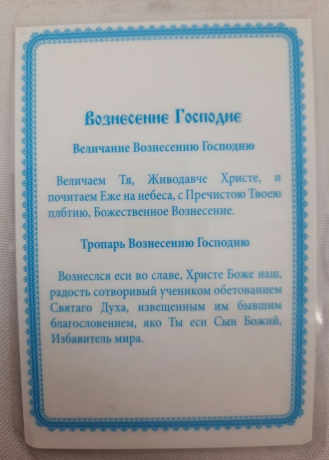 Вознесение Господне
Величание Вознесению Господню
Величаем Тя, Живодавче Христе, и
почитаем Еже на небеса, с Пречистою Твоею
плбтию, Божественное Вознесение.
Тропарь Вознесению Господню
Вознеслся еси во славе, Христе Боже наш,
радость сотворивый учеником обетованием
Святаго Духа, извещенным им бывшим
благословением, яко Ты еси Сын Божий,
Избавитель мира.